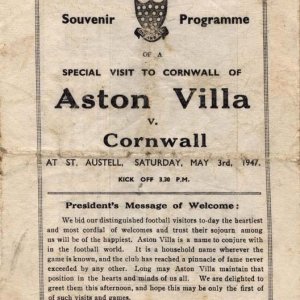 Souvenir Programme
OF A
SPECIAL VISIT TO CORNWALL OF
Aston Villa
v.
Cornwall
AT ST. AUSTELL, SATURDAY, MAY 3rd, 1947.
KICK OFF 3.30 P.M.
President's Message of Welcome:
We bid our distinguished football visitors to-day the heartiest
and most cordial of welcomes and trust their sojourn among
us will be of the happiest. Aston Villa is a name to conjure with
in the football world. It is a household name wherever the
game is known, and the club has reached a pinnacle of fame never
exceeded by any other. Long may Aston Villa maintain that
position in the hearts and minds of us all. We are delighted to
greet them this afternoon, and hope this may be only the first of
of such visits and games.